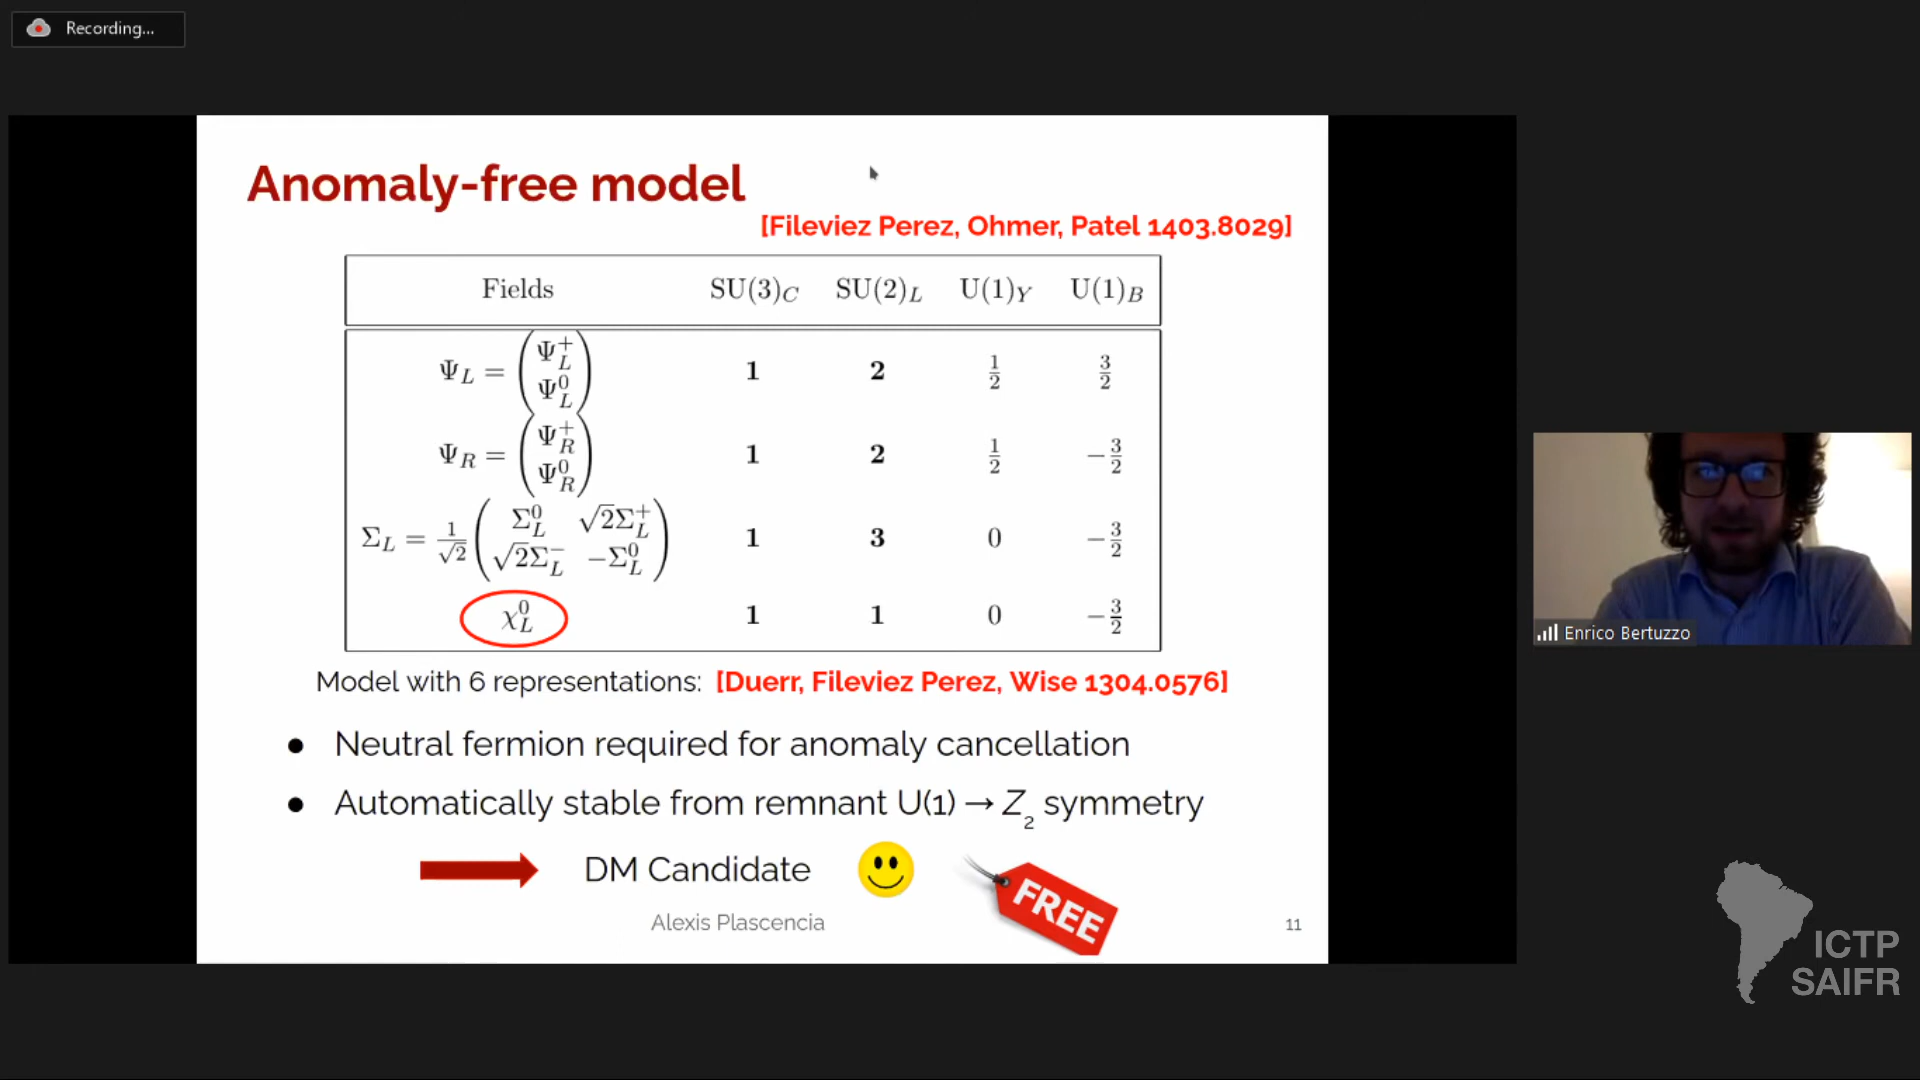 Recording...
Anomaly-free model
[Fileviez Perez, Ohmer, Patel 1403.8029]
Fields SU(3)_C SU(2)_L U(1)_Y U(1)_B
Ψ_L = (Ψ_L^+ Ψ_L^0) 1 2 1/2 3/2
Ψ_R = (Ψ_R^+ Ψ_R^0) 1 2 1/2 −3/2
Σ_L = 1/√2 (Σ_L^0 √2Σ_L^+ √2Σ_L^− −Σ_L^0) 1 3 0 −3/2
χ_L^0 1 1 0 −3/2
Model with 6 representations: [Duerr, Fileviez Perez, Wise 1304.0576]
● Neutral fermion required for anomaly cancellation
● Automatically stable from remnant U(1) → Z_2 symmetry
DM Candidate
FREE
Alexis Plascencia
11
Enrico Bertuzzo
ICTP
SAIFR